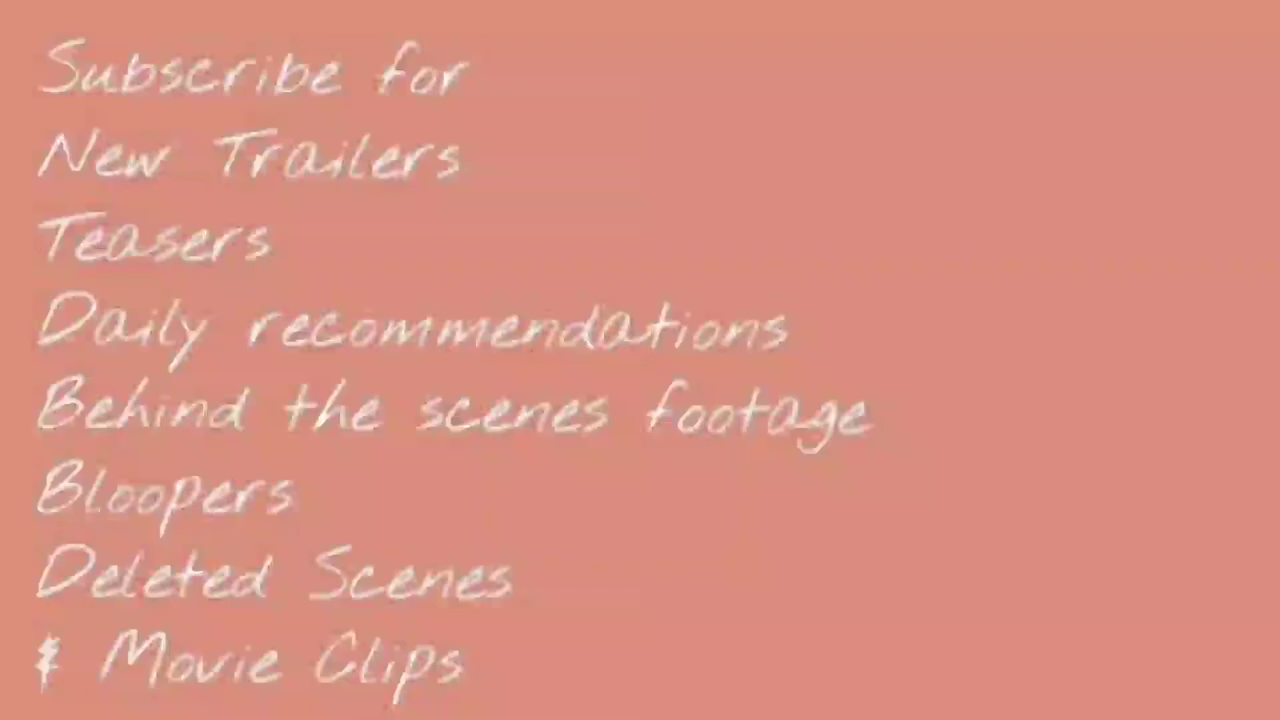 Subscribe for
New Trailers
Teasers
Daily recommendations
Behind the scenes footage
Bloopers
Deleted Scenes
& Movie Clips